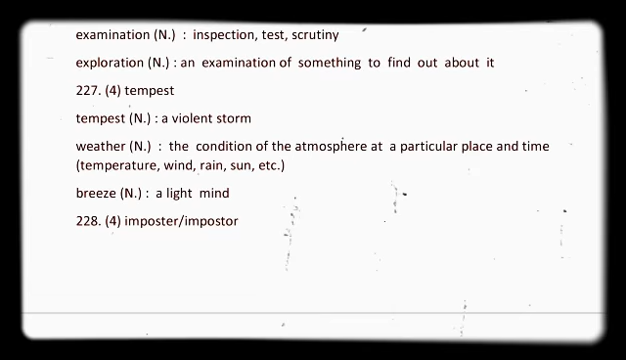 examination (N.) : inspection, test, scrutiny
exploration (N.) : an examination of something to find out about it
227. (4) tempest
tempest (N.) : a violent storm
weather (N.) : the condition of the atmosphere at a particular place and time
(temperature, wind, rain, sun, etc.)
breeze (N.) : a light mind
228. (4) imposter/impostor